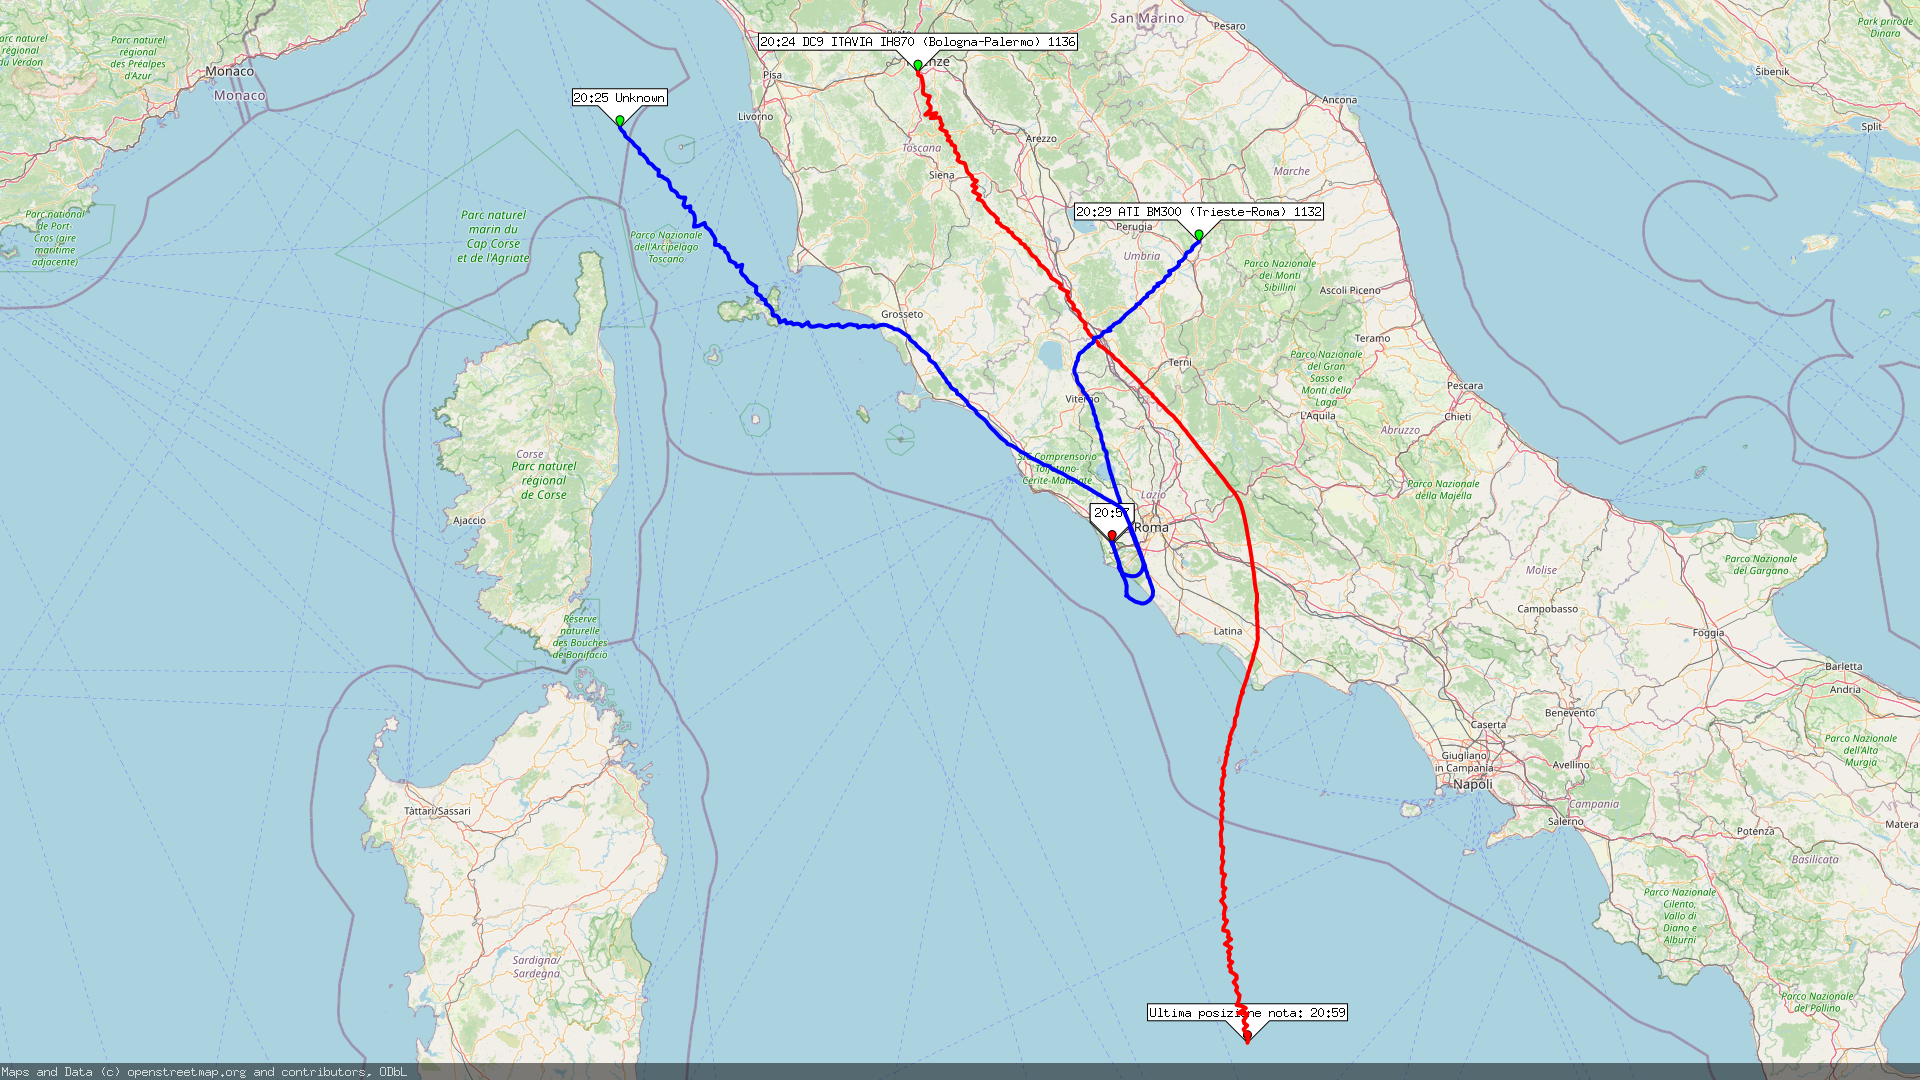 San Marino
Pesaro
Park prirode
Dinara
arc naturel
régional
du Verdon
Parc naturel
régional
des Préalpes
d'Azur
Monaco
Monaco
20:24 DC9 ITAVIA IH870 (Bologna-Palermo) 1136
Pisa
Šibenik
20:25 Unknown
Ancona
Livorno
Split
Arezzo
Toscana
Siena
Marche
Parc national
de Port-
Cros (aire
maritime
adjacente)
Parc naturel
marin du
Cap Corse
et de l'Agriate
Parco Nazionale
dell'Arcipelago
Toscano
20:29 ATI BM300 (Trieste-Roma) 1132
Perugia
Umbria
Parco Nazionale
dei Monti
Sibillini
Ascoli Piceno
Grosseto
Teramo
Terni
Parco Nazionale
del Gran
Sasso e
Monti della
Laga
Pescara
Viterbo
L'Aquila
Chieti
Abruzzo
Corse
Parc naturel
régional
de Corse
SIC Comprensorio
Tolfetano-
Cerite-Manziate
Parco Nazionale
della Majella
Lazio
Ajaccio
20:57
Roma
Parco Nazionale
del Gargano
Molise
Campobasso
Réserve
naturelle
des Bouches
de Bonifacio
Latina
Foggia
Barletta
Andria
Benevento
Caserta
Parco Nazionale
dell'Alta
Murgia
Giugliano
in Campania
Napoli
Avellino
Campania
Tàttari/Sassari
Salerno
Potenza
Matera
Basilicata
Parco Nazionale
Cilento,
Vallo di
Diano e
Alburni
Sardigna/
Sardegna
Parco Nazionale
del Pollino
Ultima posizione nota: 20:59
Maps and Data (c) openstreetmap.org and contributors, ODbL